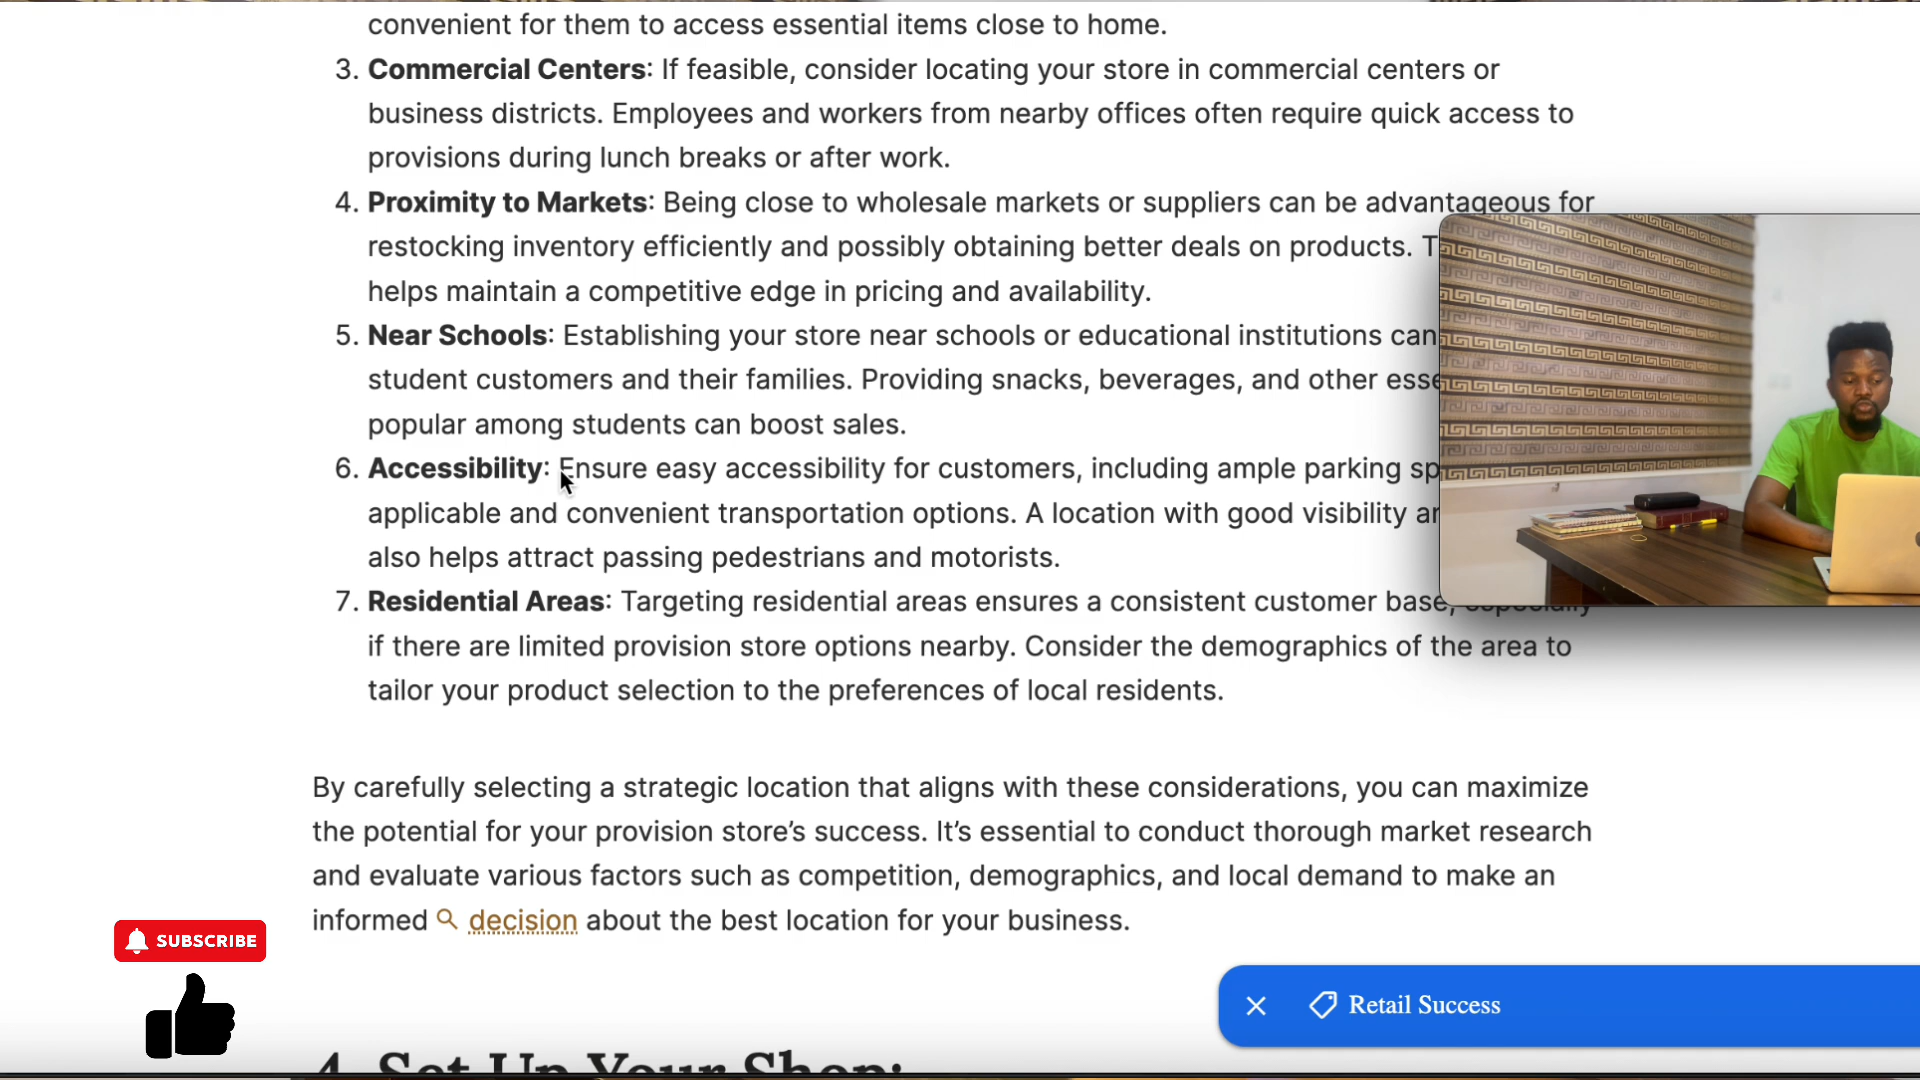 convenient for them to access essential items close to home.
3. Commercial Centers: If feasible, consider locating your store in commercial centers or
business districts. Employees and workers from nearby offices often require quick access to
provisions during lunch breaks or after work.
4. Proximity to Markets: Being close to wholesale markets or suppliers can be advantageous for
restocking inventory efficiently and possibly obtaining better deals on products.
helps maintain a competitive edge in pricing and availability.
5. Near Schools: Establishing your store near schools or educational institutions can
student customers and their families. Providing snacks, beverages, and other
popular among students can boost sales.
6. Accessibility: Ensure easy accessibility for customers, including ample parking
applicable and convenient transportation options. A location with good visibility
also helps attract passing pedestrians and motorists.
7. Residential Areas: Targeting residential areas ensures a consistent customer base, especially
if there are limited provision store options nearby. Consider the demographics of the area to
tailor your product selection to the preferences of local residents.
By carefully selecting a strategic location that aligns with these considerations, you can maximize
the potential for your provision store’s success. It’s essential to conduct thorough market research
and evaluate various factors such as competition, demographics, and local demand to make an
informed decision about the best location for your business.
SUBSCRIBE
Retail Success
4. Set Up Your Shop: